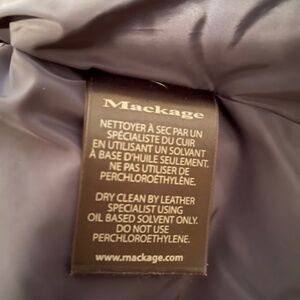 Mackage
NETTOYER À SEC PAR UN
SPÉCIALISTE DU CUIR
EN UTILISANT UN SOLVANT
À BASE D'HUILE SEULEMENT.
NE PAS UTILISER DE
PERCHLOROÉTHYLÈNE.
DRY CLEAN BY LEATHER
SPECIALIST USING
OIL BASED SOLVENT ONLY.
DO NOT USE
PERCHLOROETHYLENE.
www.mackage.com